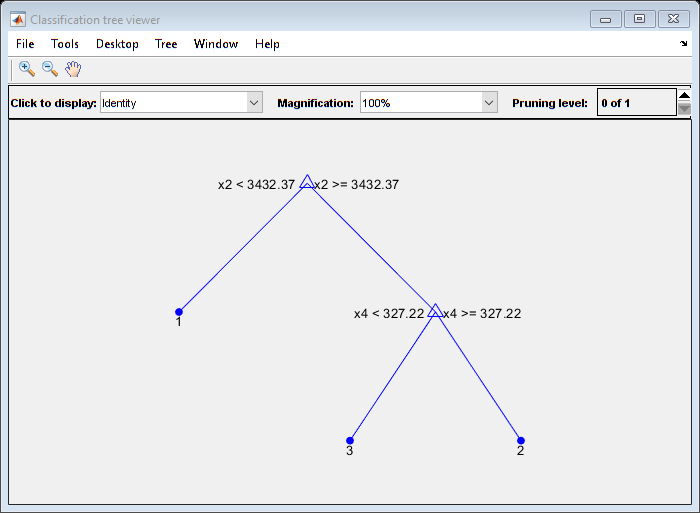 Classification tree viewer
File Tools Desktop Tree Window Help
Click to display: Identity Magnification: 100% Pruning level: 0 of 1
x2 < 3432.37 x2 >= 3432.37
1
x4 < 327.22 x4 >= 327.22
3 2